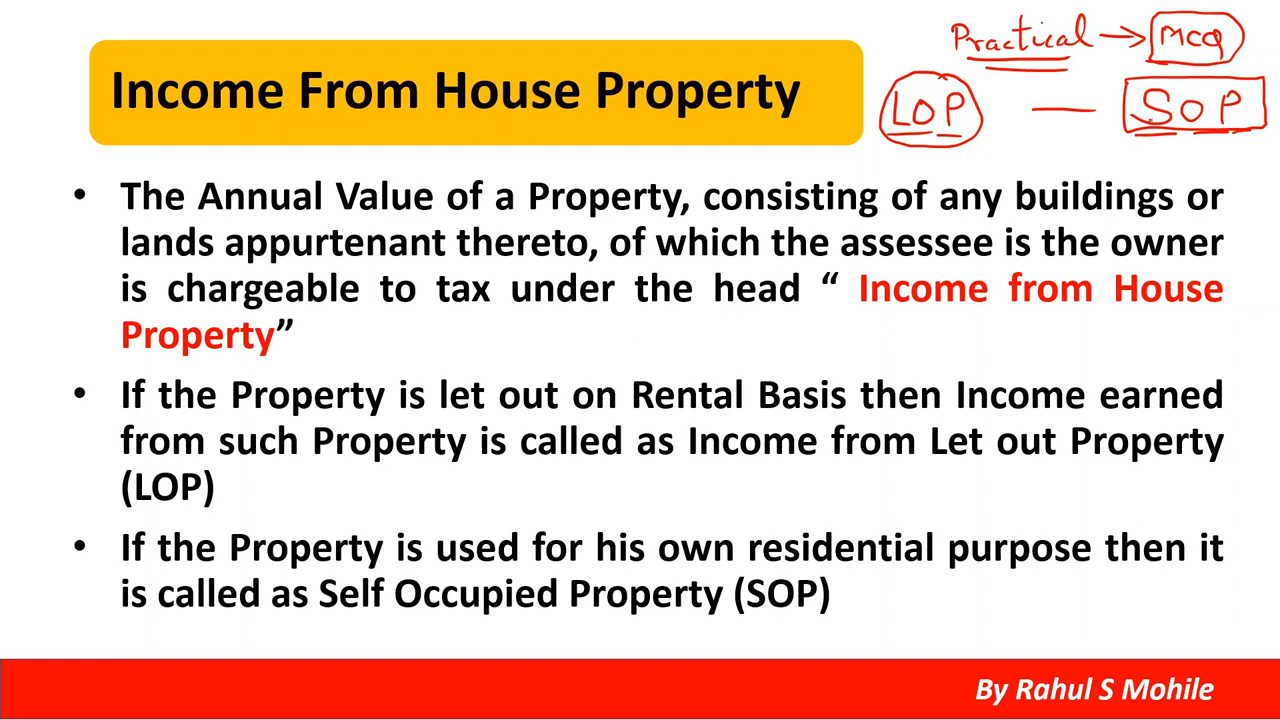 Practical → MCQ
Income From House Property
LOP — SOP
• The Annual Value of a Property, consisting of any buildings or
lands appurtenant thereto, of which the assessee is the owner
is chargeable to tax under the head “ Income from House
Property”
• If the Property is let out on Rental Basis then Income earned
from such Property is called as Income from Let out Property
(LOP)
• If the Property is used for his own residential purpose then it
is called as Self Occupied Property (SOP)
By Rahul S Mohile